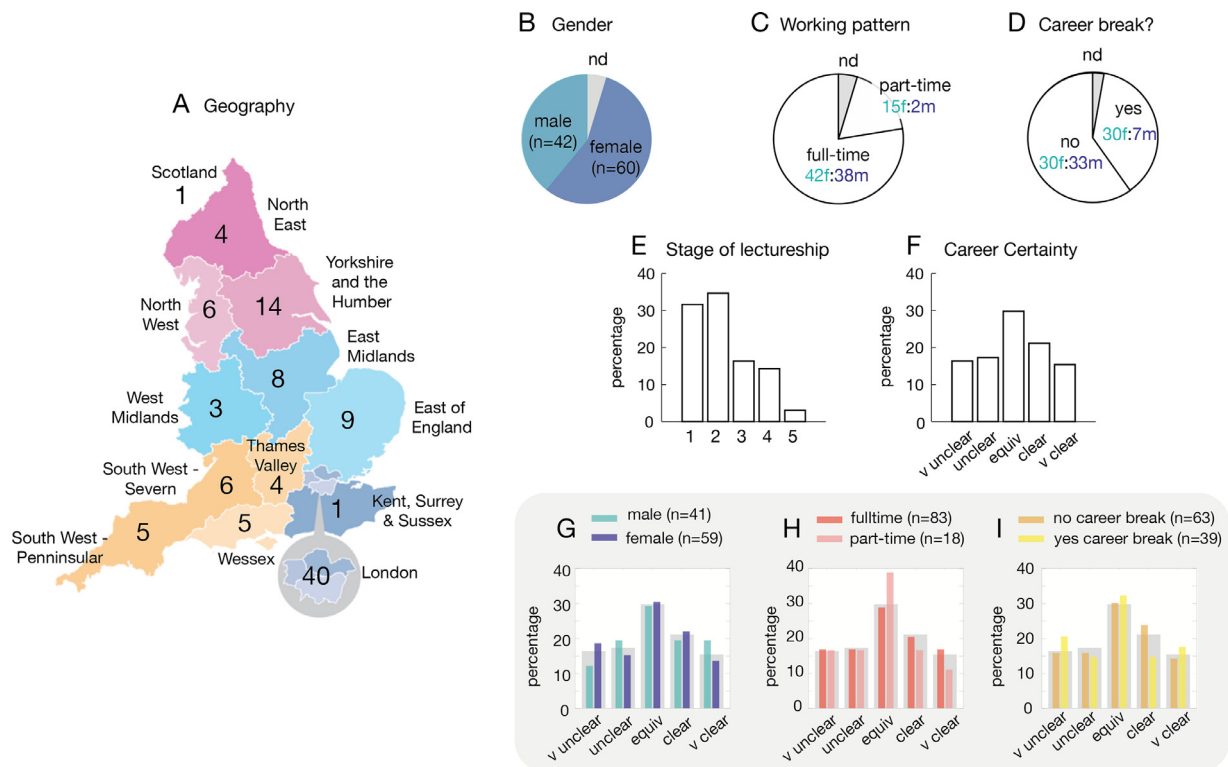 A Geography
Scotland
1
North
East
4
Yorkshire
and the
Humber
North
West
6
14
East
Midlands
8
West
Midlands
3
9
East of
England
Thames
Valley
South West -
Severn
6
4
1
Kent, Surrey
& Sussex
South West -
Penninsular
5
5
Wessex
40
London
B Gender
nd
male
(n=42)
female
(n=60)
C Working pattern
nd
part-time
15f:2m
full-time
42f:38m
D Career break?
nd
yes
30f:7m
no
30f:33m
E Stage of lectureship
percentage
40
30
20
10
0
1 2 3 4 5
F Career Certainty
percentage
40
30
20
10
0
v unclear unclear equiv clear v clear
G
male (n=41)
female (n=59)
percentage
40
30
20
10
0
v unclear unclear equiv clear v clear
H
fulltime (n=83)
part-time (n=18)
percentage
40
30
20
10
0
v unclear unclear equiv clear v clear
I
no career break (n=63)
yes career break (n=39)
percentage
40
30
20
10
0
v unclear unclear equiv clear v clear